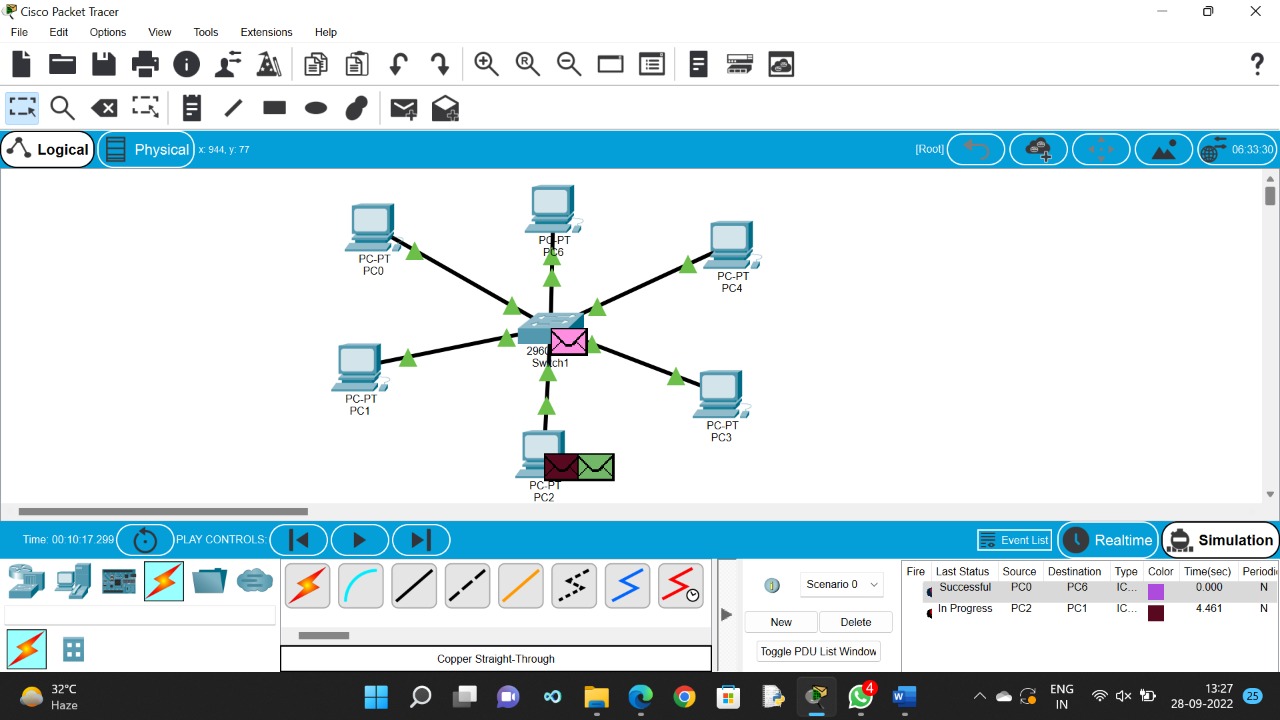 Cisco Packet Tracer
File Edit Options View Tools Extensions Help
Logical Physical x: 944, y: 77 [Root] 06:33:30
PC-PT
PC0
PC-PT
PC6
PC-PT
PC4
2960
Switch1
PC-PT
PC1
PC-PT
PC3
PC-PT
PC2
Time: 00:10:17.299 PLAY CONTROLS: Event List Realtime Simulation
Scenario 0
New Delete
Toggle PDU List Window
Fire Last Status Source Destination Type Color Time(sec) Periodic
Successful PC0 PC6 IC... 0.000 N
In Progress PC2 PC1 IC... 4.461 N
Copper Straight-Through
32°C
Haze
4
ENG
IN
13:27
28-09-2022
25